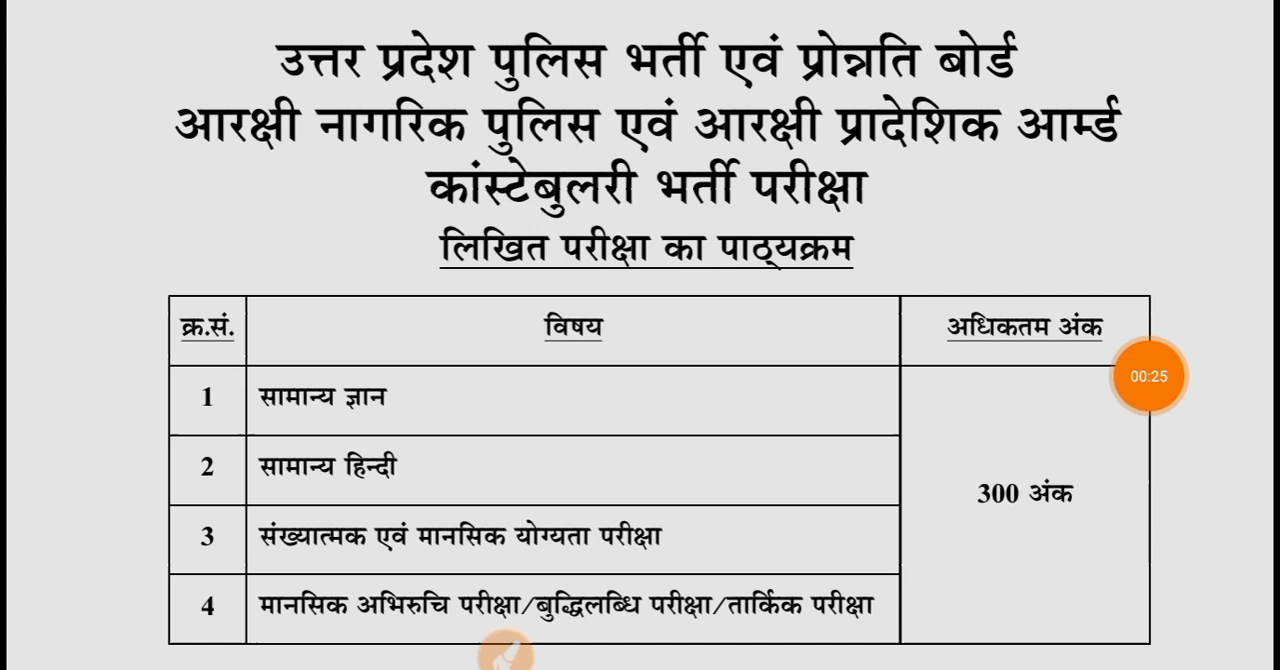 उत्तर प्रदेश पुलिस भर्ती एवं प्रोन्नति बोर्ड
आरक्षी नागरिक पुलिस एवं आरक्षी प्रादेशिक आर्म्ड
कांस्टेबुलरी भर्ती परीक्षा
लिखित परीक्षा का पाठ्यक्रम
क्र.सं. विषय अधिकतम अंक
00:25
1 सामान्य ज्ञान
2 सामान्य हिन्दी
300 अंक
3 संख्यात्मक एवं मानसिक योग्यता परीक्षा
4 मानसिक अभिरुचि परीक्षा/बुद्धिलब्धि परीक्षा/तार्किक परीक्षा